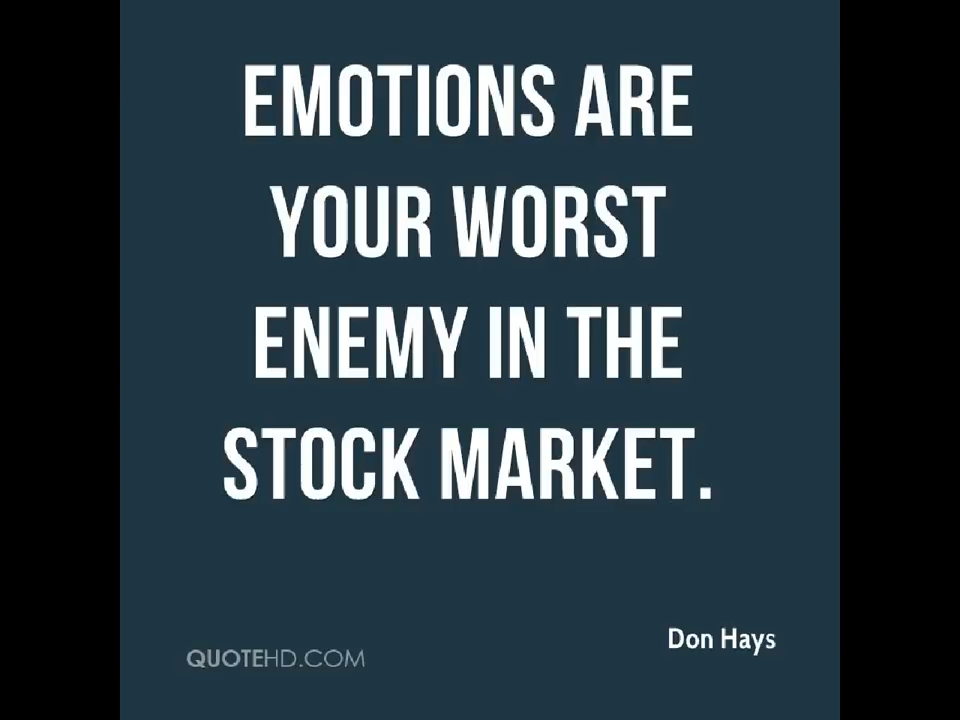 EMOTIONS ARE
YOUR WORST
ENEMY IN THE
STOCK MARKET.
Don Hays
QUOTEHD.COM